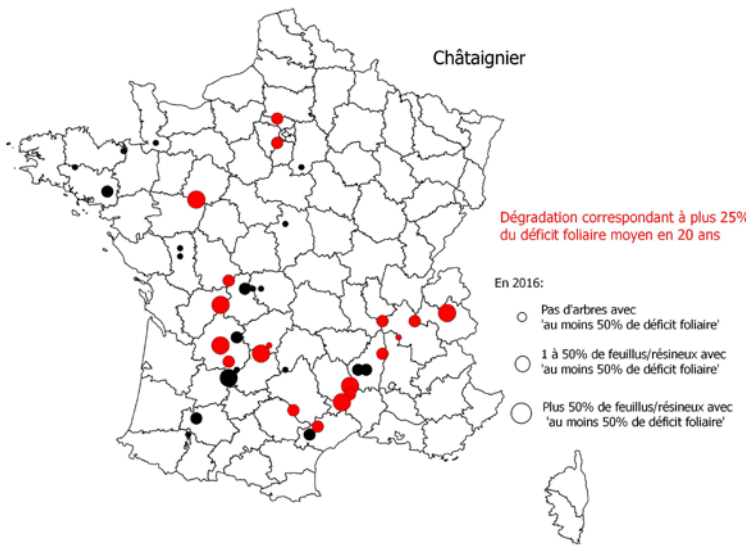 Châtaignier
Dégradation correspondant à plus 25%
du déficit foliaire moyen en 20 ans
En 2016:
Pas d'arbres avec
'au moins 50% de déficit foliaire'
1 à 50% de feuillus/résineux avec
'au moins 50% de déficit foliaire'
Plus 50% de feuillus/résineux avec
'au moins 50% de déficit foliaire'